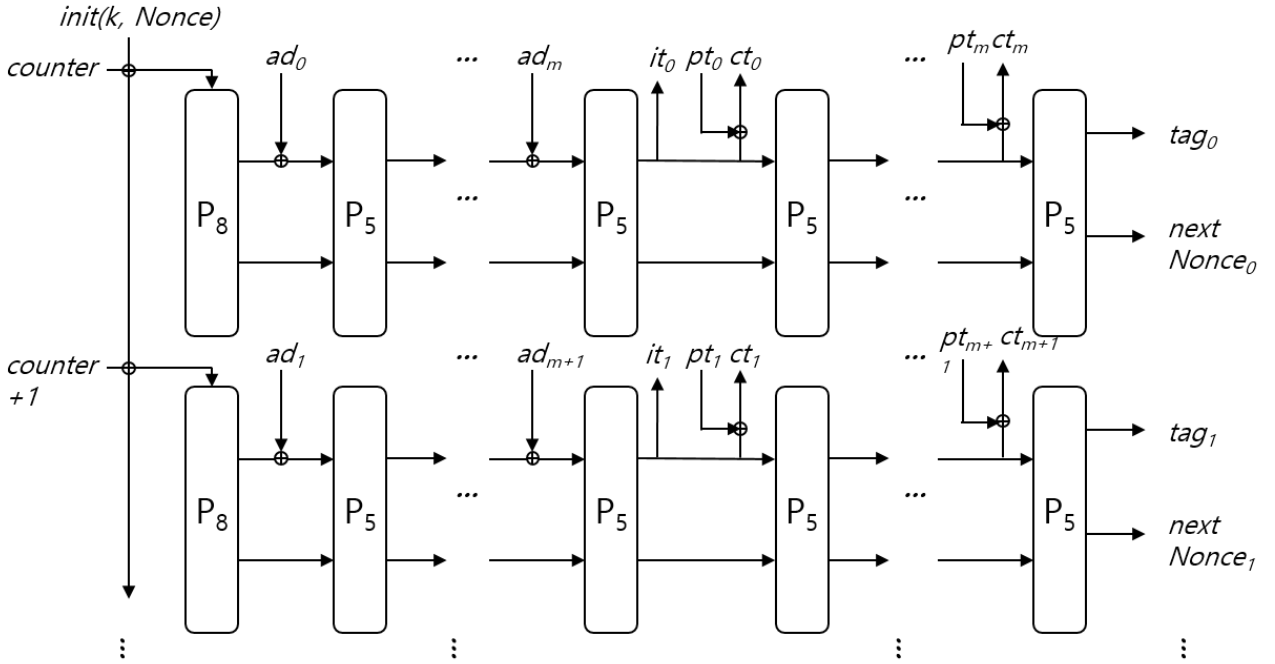 init(k, Nonce)
counter
ad₀
...
adₘ
it₀ pt₀ ct₀
...
ptₘ ctₘ
tag₀
...
...
P₈
P₅
P₅
P₅
P₅
next
Nonce₀
counter
+1
ad₁
...
adₘ₊₁
it₁ pt₁ ct₁
...
ptₘ₊
₁
ctₘ₊₁
tag₁
...
...
P₈
P₅
P₅
P₅
P₅
next
Nonce₁
⋮ ⋮ ⋮ ⋮